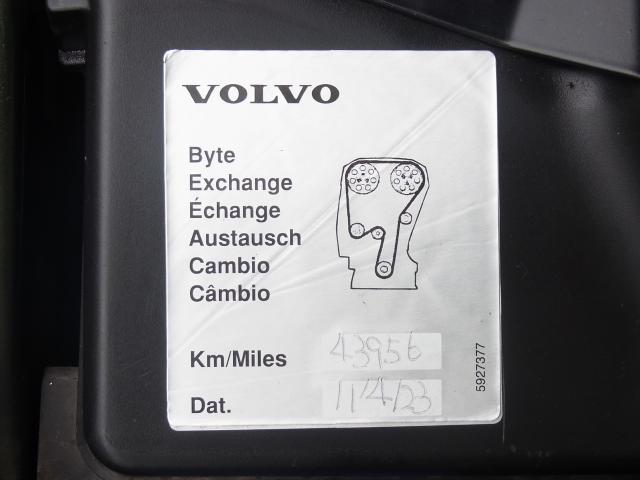 VOLVO
Byte
Exchange
Échange
Austausch
Cambio
Câmbio
Km/Miles 43956
Dat. 11/4/23
5927377